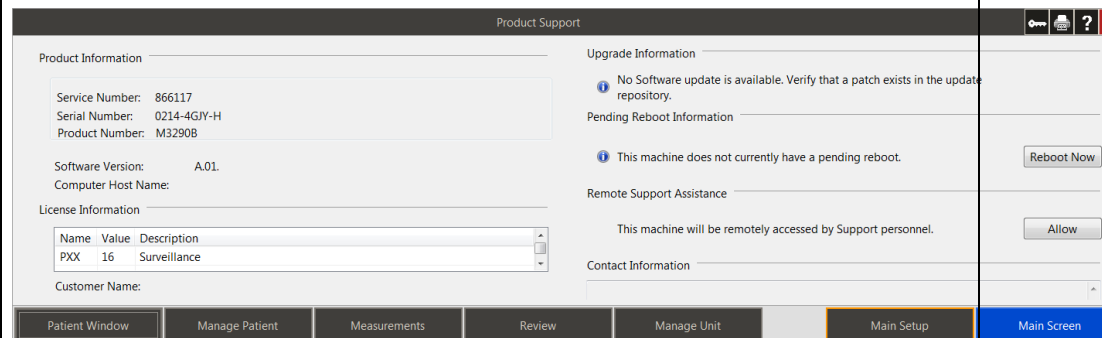 Product Support
?
Product Information
Service Number: 866117
Serial Number: 0214-4GJY-H
Product Number: M3290B
Software Version: A.01.
Computer Host Name:
License Information
Name Value Description
PXX 16 Surveillance
Customer Name:
Upgrade Information
No Software update is available. Verify that a patch exists in the update
repository.
Pending Reboot Information
This machine does not currently have a pending reboot.
Reboot Now
Remote Support Assistance
This machine will be remotely accessed by Support personnel.
Allow
Contact Information
Patient Window
Manage Patient
Measurements
Review
Manage Unit
Main Setup
Main Screen